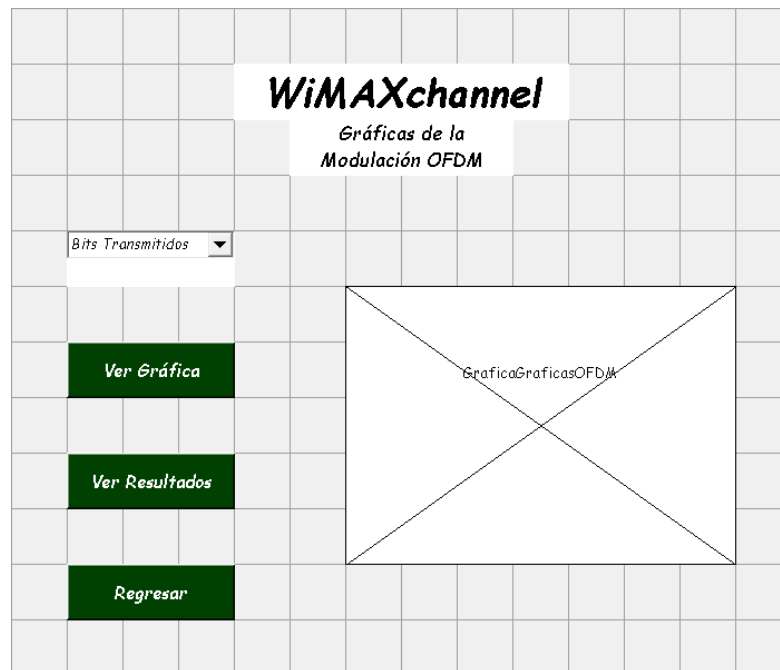 WiMAXchannel
Gráficas de la
Modulación OFDM
Bits Transmitidos
GraficaGraficasOFDM
Ver Gráfica
Ver Resultados
Regresar